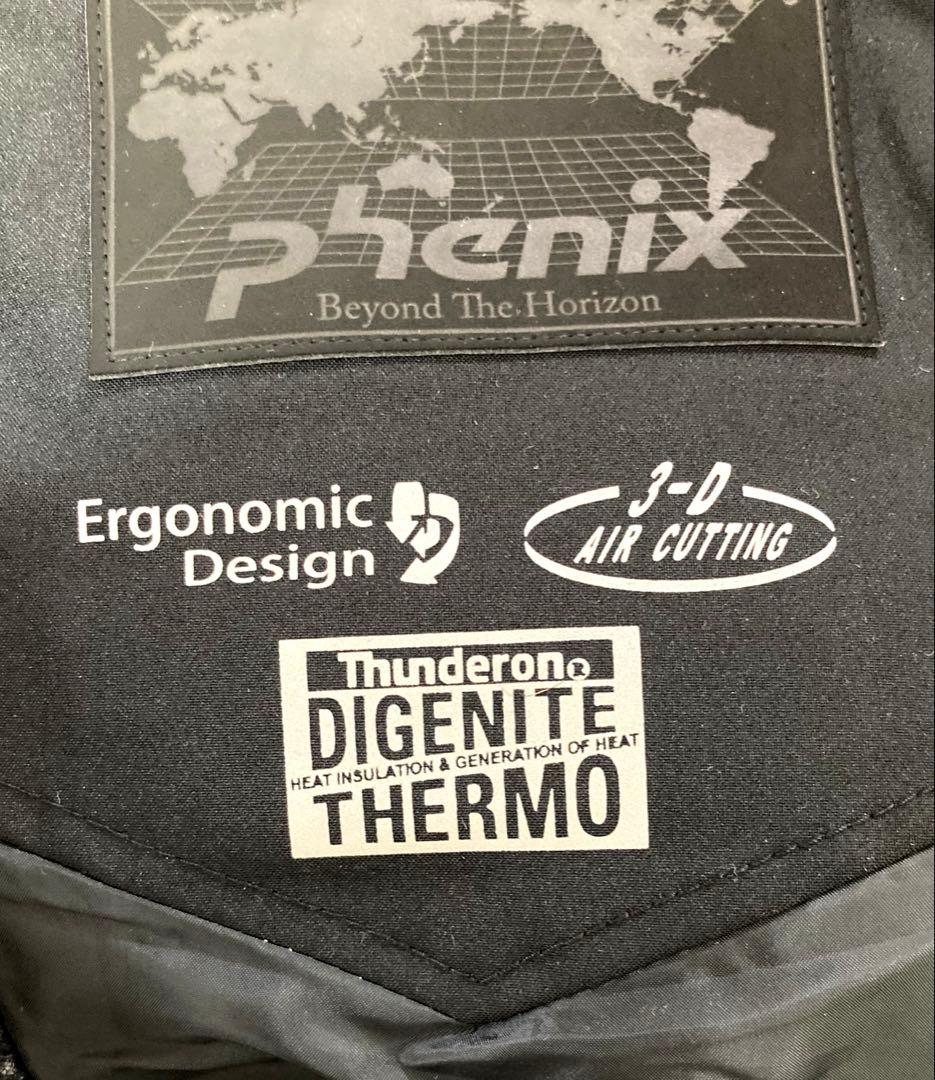 phenix
Beyond The Horizon
Ergonomic
Design
3-D
AIR CUTTING
Thunderon®
DIGENITE
HEAT INSULATION & GENERATION OF HEAT
THERMO